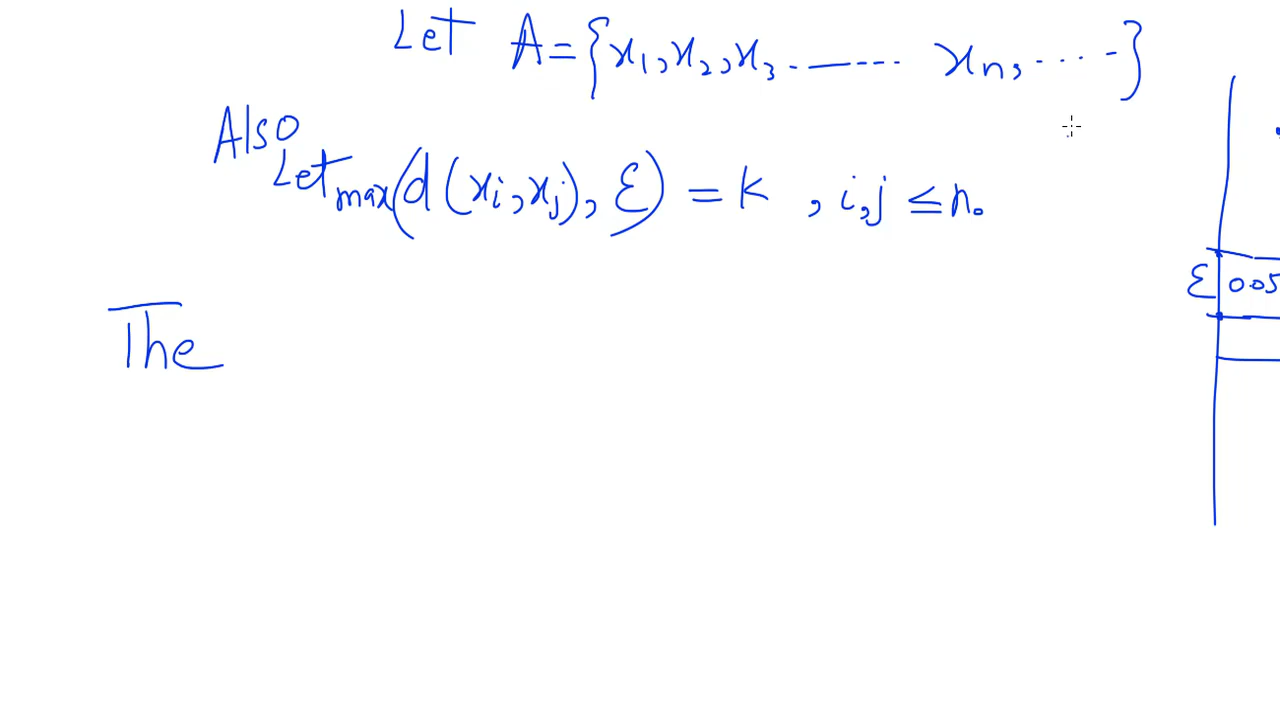 Let A={x₁,x₂,x₃..——--- xₙ,....-}
Also
Let max(d(xᵢ,xⱼ),ℰ) = K , i,j ≤n.
ℰ 0.05
The